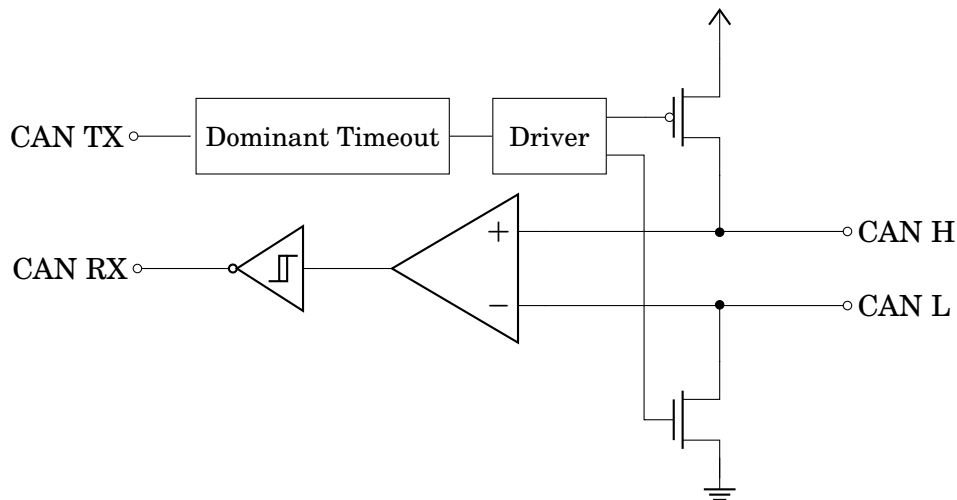 CAN TX
Dominant Timeout
Driver
CAN RX
+
−
CAN H
CAN L